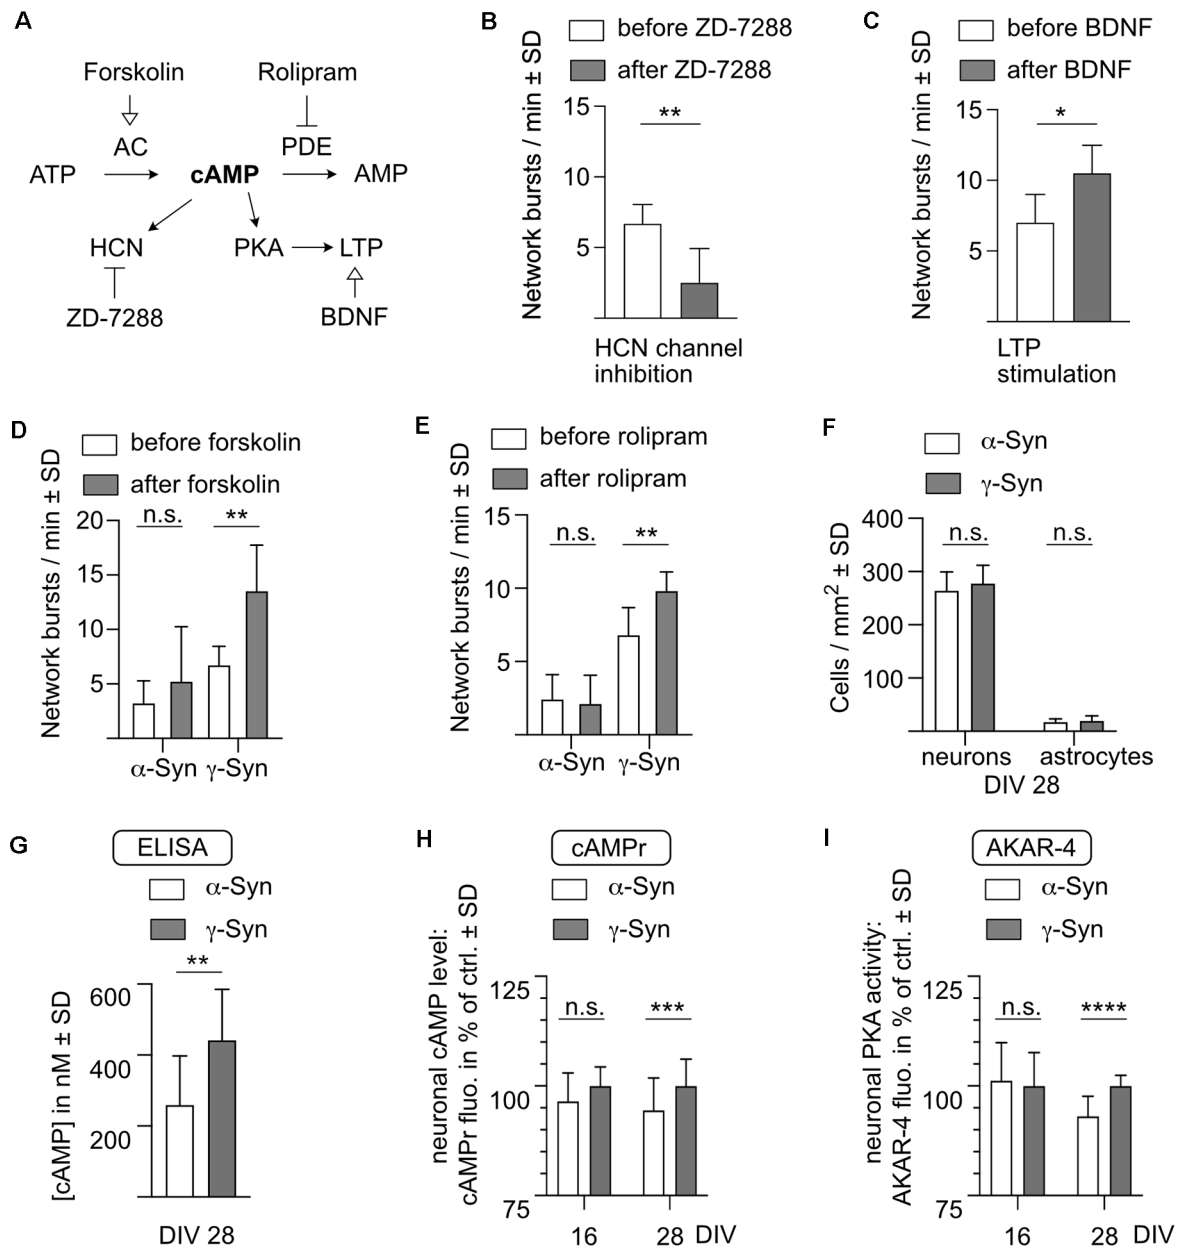 A
Forskolin
Rolipram
AC
PDE
ATP
cAMP
AMP
HCN
PKA
LTP
ZD-7288
BDNF
B
before ZD-7288
after ZD-7288
Network bursts / min ± SD
15
10
5
**
HCN channel
inhibition
C
before BDNF
after BDNF
Network bursts / min ± SD
15
10
5
*
LTP
stimulation
D
before forskolin
after forskolin
Network bursts / min ± SD
20
15
10
5
n.s.
**
α-Syn
γ-Syn
E
before rolipram
after rolipram
Network bursts / min ± SD
15
10
5
n.s.
**
α-Syn
γ-Syn
F
α-Syn
γ-Syn
Cells / mm² ± SD
400
300
200
100
n.s.
n.s.
neurons
astrocytes
DIV 28
G
ELISA
α-Syn
γ-Syn
[cAMP] in nM ± SD
600
400
200
**
DIV 28
H
cAMPr
α-Syn
γ-Syn
neuronal cAMP level:
cAMPr fluo. in % of ctrl. ± SD
125
100
75
n.s.
***
16
28
DIV
I
AKAR-4
α-Syn
γ-Syn
neuronal PKA activity:
AKAR-4 fluo. in % of ctrl. ± SD
125
100
75
n.s.
****
16
28
DIV